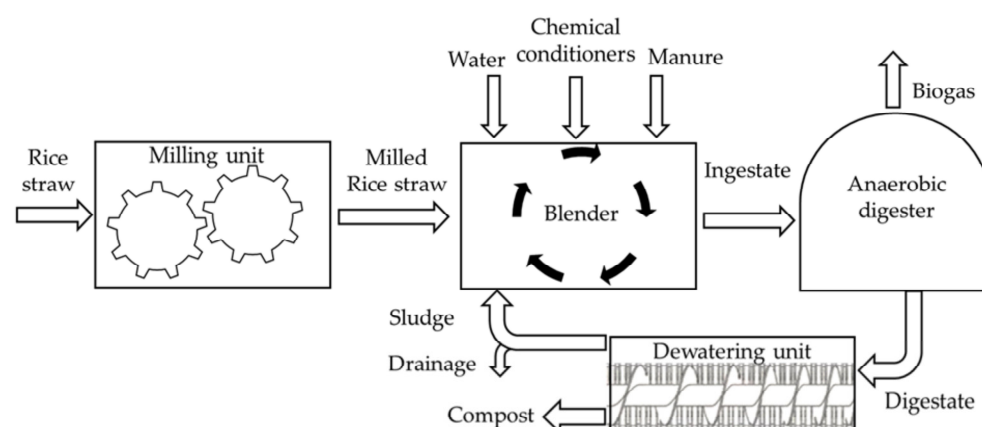 Chemical
conditioners
Water
Manure
Biogas
Rice
straw
Milling unit
Milled
Rice straw
Blender
Ingestate
Anaerobic
digester
Sludge
Drainage
Compost
Dewatering unit
Digestate